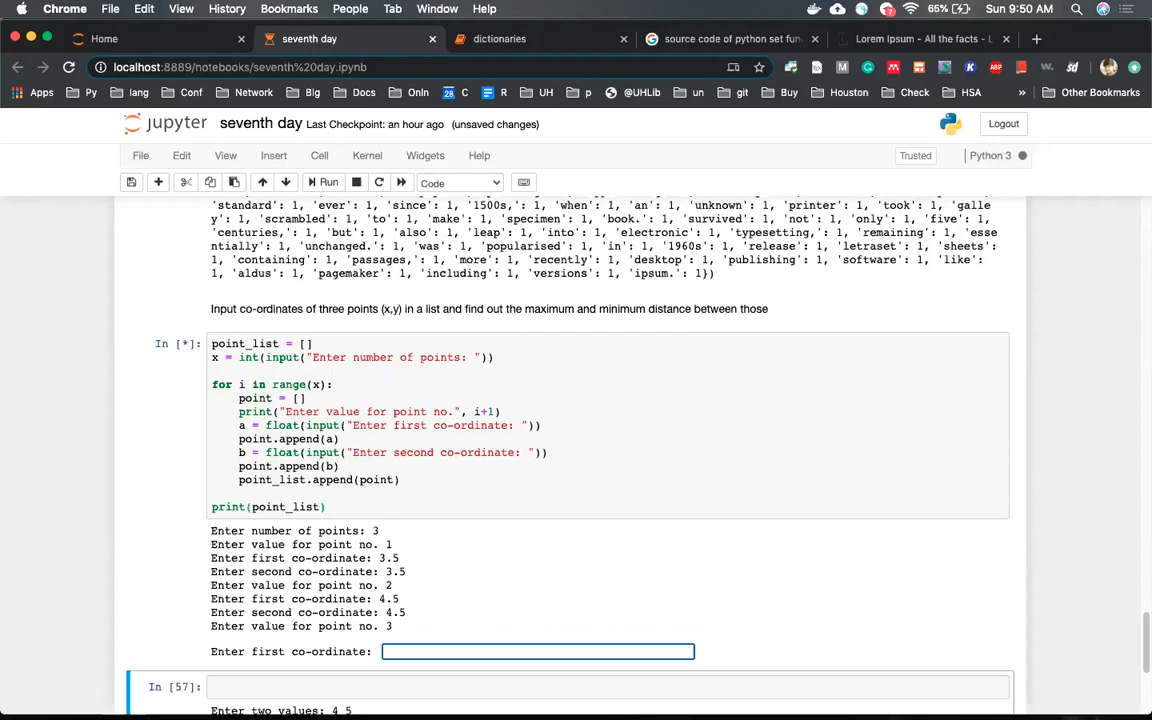 Chrome File Edit View History Bookmarks People Tab Window Help 7 65% Sun 9:50 AM
Home seventh day dictionaries source code of python set fun Lorem Ipsum - All the facts - L
localhost:8889/notebooks/seventh%20day.ipynb
Apps Py lang Conf Network Blg Docs OnIn 28 C R UH p @UHLib un git Buy Houston Check HSA » Other Bookmarks
jupyter seventh day Last Checkpoint: an hour ago (unsaved changes) Logout
File Edit View Insert Cell Kernel Widgets Help Trusted Python 3
Run Code
'standard': 1, 'ever': 1, 'since': 1, '1500s,': 1, 'when': 1, 'an': 1, 'unknown': 1, 'printer': 1, 'took': 1, 'galle
y': 1, 'scrambled': 1, 'to': 1, 'make': 1, 'specimen': 1, 'book.': 1, 'survived': 1, 'not': 1, 'only': 1, 'five': 1,
'centuries,': 1, 'but': 1, 'also': 1, 'leap': 1, 'into': 1, 'electronic': 1, 'typesetting,': 1, 'remaining': 1, 'esse
ntially': 1, 'unchanged.': 1, 'was': 1, 'popularised': 1, 'in': 1, '1960s': 1, 'release': 1, 'letraset': 1, 'sheets'
: 1, 'containing': 1, 'passages,': 1, 'more': 1, 'recently': 1, 'desktop': 1, 'publishing': 1, 'software': 1, 'like':
1, 'aldus': 1, 'pagemaker': 1, 'including': 1, 'versions': 1, 'ipsum.': 1})
Input co-ordinates of three points (x,y) in a list and find out the maximum and minimum distance between those
In [*]: point_list = []
x = int(input("Enter number of points: "))
for i in range(x):
point = []
print("Enter value for point no.", i+1)
a = float(input("Enter first co-ordinate: "))
point.append(a)
b = float(input("Enter second co-ordinate: "))
point.append(b)
point_list.append(point)
print(point_list)
Enter number of points: 3
Enter value for point no. 1
Enter first co-ordinate: 3.5
Enter second co-ordinate: 3.5
Enter value for point no. 2
Enter first co-ordinate: 4.5
Enter second co-ordinate: 4.5
Enter value for point no. 3
Enter first co-ordinate:
In [57]:
Enter two values: 4 5